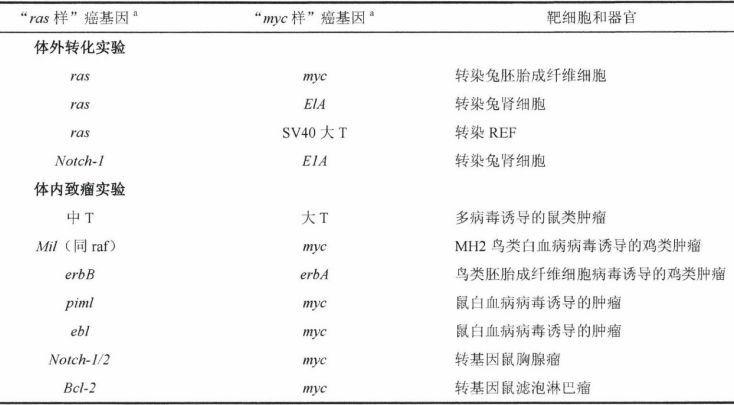 “ras 样”癌基因 a “myc 样”癌基因 a 靶细胞和器官
体外转化实验
ras myc 转染兔胚胎成纤维细胞
ras ElA 转染兔肾细胞
ras SV40 大 T 转染 REF
Notch-1 E1A 转染兔肾细胞
体内致瘤实验
中 T 大 T 多病毒诱导的鼠类肿瘤
Mil（同 raf） myc MH2 鸟类白血病病毒诱导的鸡类肿瘤
erbB erbA 鸟类胚胎成纤维细胞病毒诱导的鸡类肿瘤
piml myc 鼠白血病病毒诱导的肿瘤
ebl myc 鼠白血病病毒诱导的肿瘤
Notch-1/2 myc 转基因鼠胸腺瘤
Bcl-2 myc 转基因鼠滤泡淋巴瘤